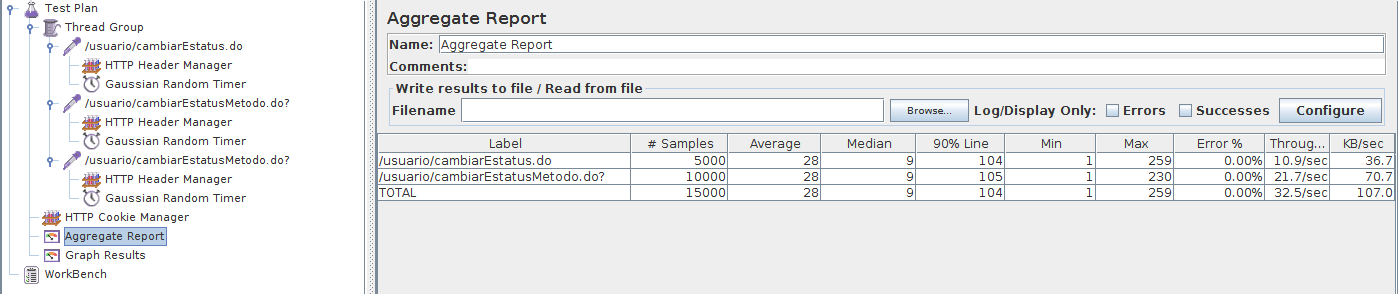 Test Plan
Thread Group
/usuario/cambiarEstatus.do
HTTP Header Manager
Gaussian Random Timer
/usuario/cambiarEstatusMetodo.do?
HTTP Header Manager
Gaussian Random Timer
/usuario/cambiarEstatusMetodo.do?
HTTP Header Manager
Gaussian Random Timer
HTTP Cookie Manager
Aggregate Report
Graph Results
WorkBench
Aggregate Report
Name: Aggregate Report
Comments:
Write results to file / Read from file
Filename Browse... Log/Display Only: Errors Successes Configure
Label # Samples Average Median 90% Line Min Max Error % Throug... KB/sec
/usuario/cambiarEstatus.do 5000 28 9 104 1 259 0.00% 10.9/sec 36.7
/usuario/cambiarEstatusMetodo.do? 10000 28 9 105 1 230 0.00% 21.7/sec 70.7
TOTAL 15000 28 9 104 1 259 0.00% 32.5/sec 107.0